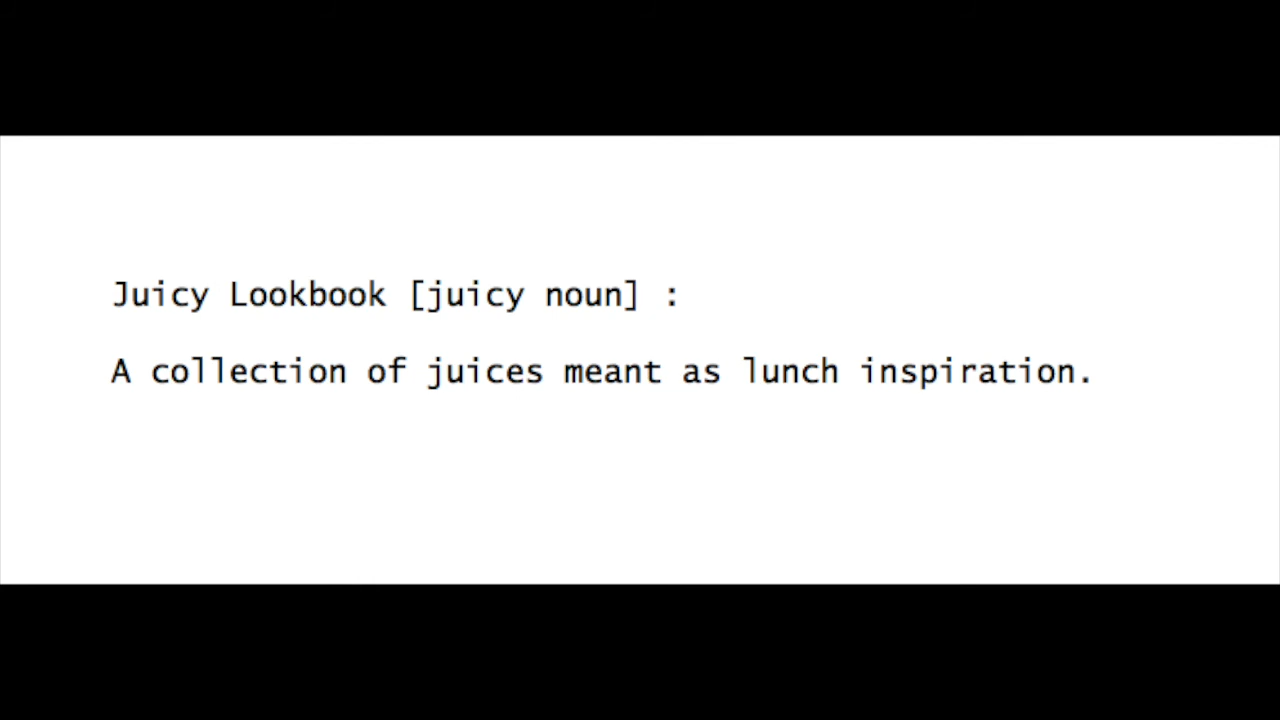 Juicy Lookbook [juicy noun] :
A collection of juices meant as lunch inspiration.